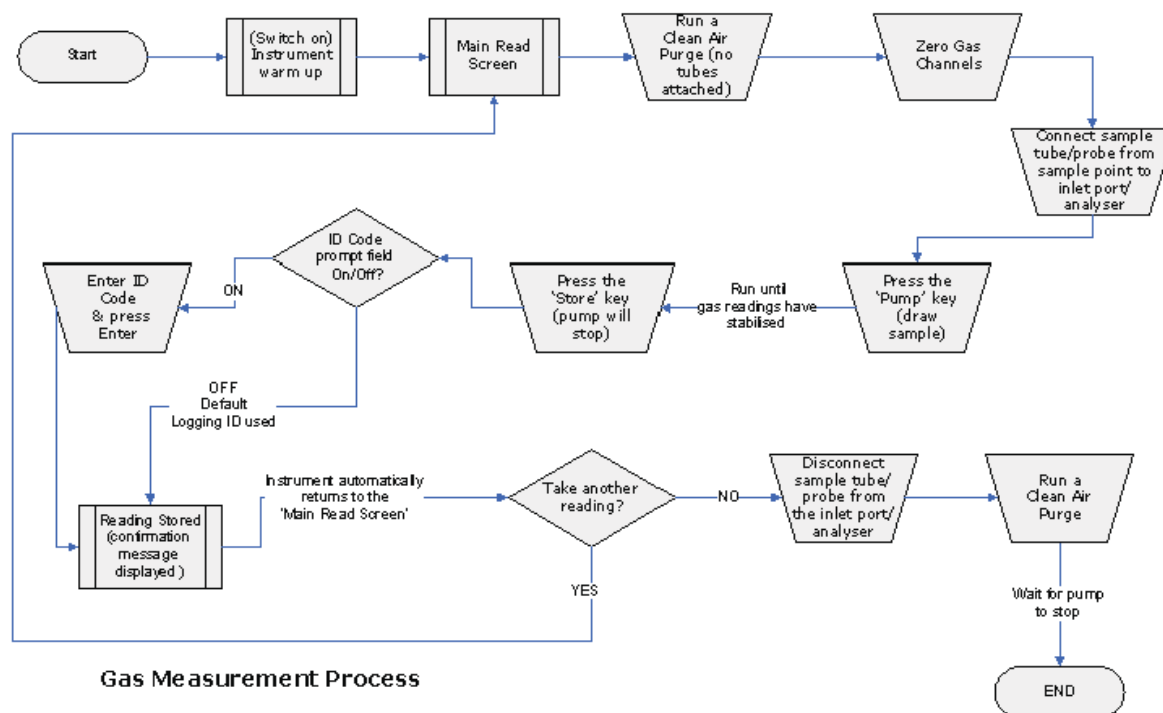 Start
(Switch on)
Instrument
warm up
Main Read
Screen
Run a
Clean Air
Purge (no
tubes
attached)
Zero Gas
Channels
Connect sample
tube/probe from
sample point to
inlet port/
analyser
Press the
'Pump' key
(draw
sample)
Run until
gas readings have
stabilised
Press the
'Store' key
(pump will
stop)
ID Code
prompt field
On/Off?
ON
Enter ID
Code
& press
Enter
OFF
Default
Logging ID used
Reading Stored
(confirmation
message
displayed )
Instrument automatically
returns to the
'Main Read Screen'
Take another
reading?
NO
Disconnect
sample tube/
probe from
the inlet port/
analyser
Run a
Clean Air
Purge
YES
Wait for pump
to stop
END
Gas Measurement Process